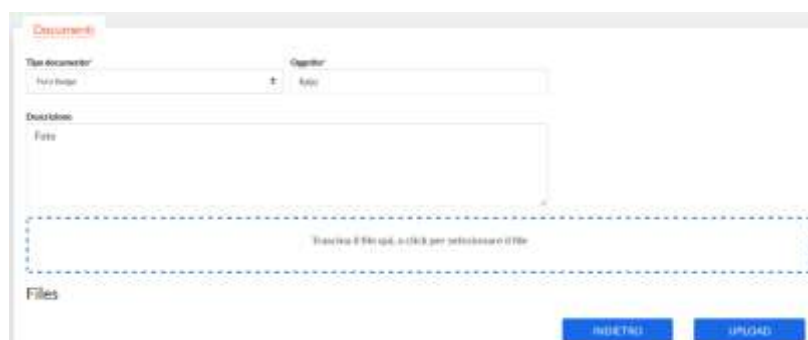 Documenti
Tipo documento* Oggetto*
Foto Badge Foto
Descrizione
Foto
Trascina il file qui, o click per selezionare il file
Files
INDIETRO UPLOAD